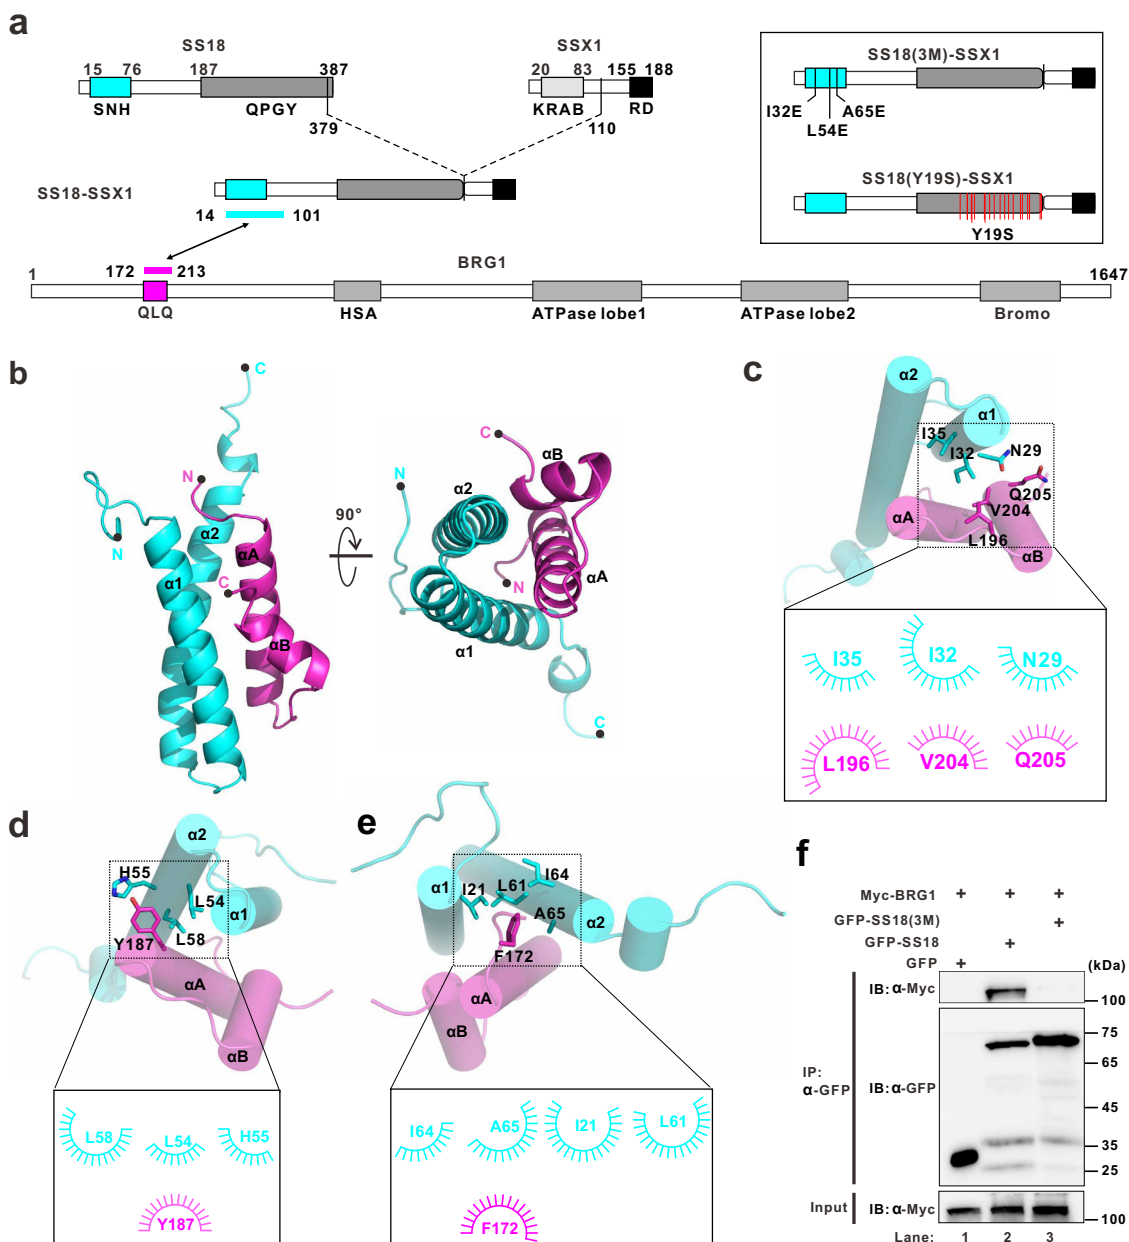 a
SS18
15 76 187 387
SNH QPGY
379
SSX1
20 83 155 188
KRAB RD
110
SS18-SSX1
14 101
SS18(3M)-SSX1
I32E A65E
L54E
SS18(Y19S)-SSX1
Y19S
BRG1
1 172 213 1647
QLQ HSA ATPase lobe1 ATPase lobe2 Bromo
b
C
N
α2
αA
N
α1
C
αB
90°
C
αB
N
α2
N
αA
α1
C
c
α2
α1
I35
I32 N29
Q205
V204
αA
L196
αB
I35 I32 N29
L196 V204 Q205
d
α2
H55
L54
α1
L58
Y187
αA
αB
L58 L54 H55
Y187
e
α1
I64
I21 L61
A65
α2
F172
αA
αB
I64 A65 I21 L61
F172
f
Myc-BRG1 + + +
GFP-SS18(3M) +
GFP-SS18 +
GFP +
(kDa)
IB: α-Myc
100
IP:
α-GFP
IB: α-GFP
75
65
45
35
25
Input IB: α-Myc
100
Lane: 1 2 3